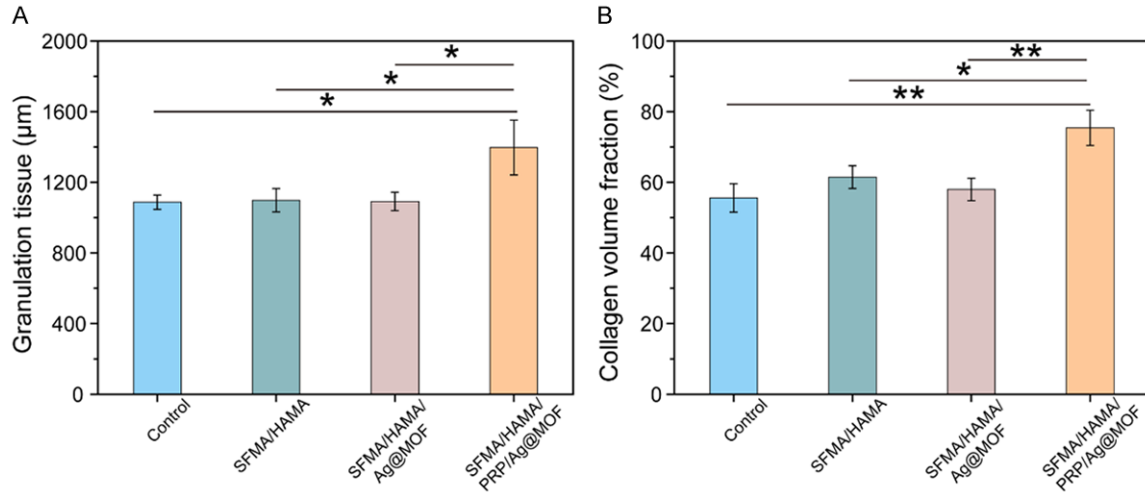 A
Granulation tissue (µm)
2000
1600
1200
800
400
0
*
*
*
Control
SFMA/HAMA
SFMA/HAMA/
Ag@MOF
SFMA/HAMA/
PRP/Ag@MOF
B
Collagen volume fraction (%)
100
80
60
40
20
0
**
*
**
Control
SFMA/HAMA
SFMA/HAMA/
Ag@MOF
SFMA/HAMA/
PRP/Ag@MOF